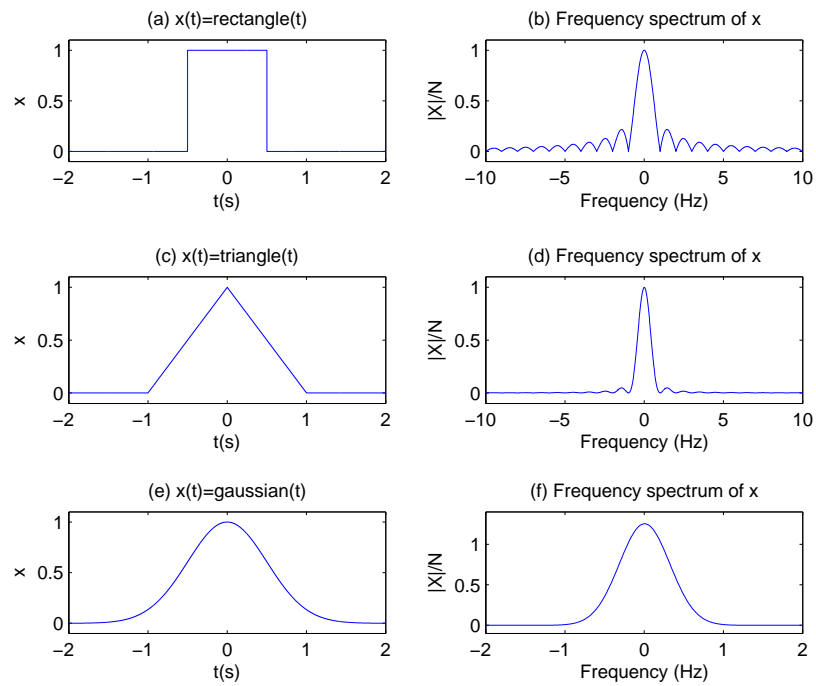 (a) x(t)=rectangle(t)
x
1
0.5
0
−2 −1 0 1 2
t(s)
(b) Frequency spectrum of x
|X|/N
1
0.5
0
−10 −5 0 5 10
Frequency (Hz)
(c) x(t)=triangle(t)
x
1
0.5
0
−2 −1 0 1 2
t(s)
(d) Frequency spectrum of x
|X|/N
1
0.5
0
−10 −5 0 5 10
Frequency (Hz)
(e) x(t)=gaussian(t)
x
1
0.5
0
−2 −1 0 1 2
t(s)
(f) Frequency spectrum of x
|X|/N
1
0.5
0
−2 −1 0 1 2
Frequency (Hz)